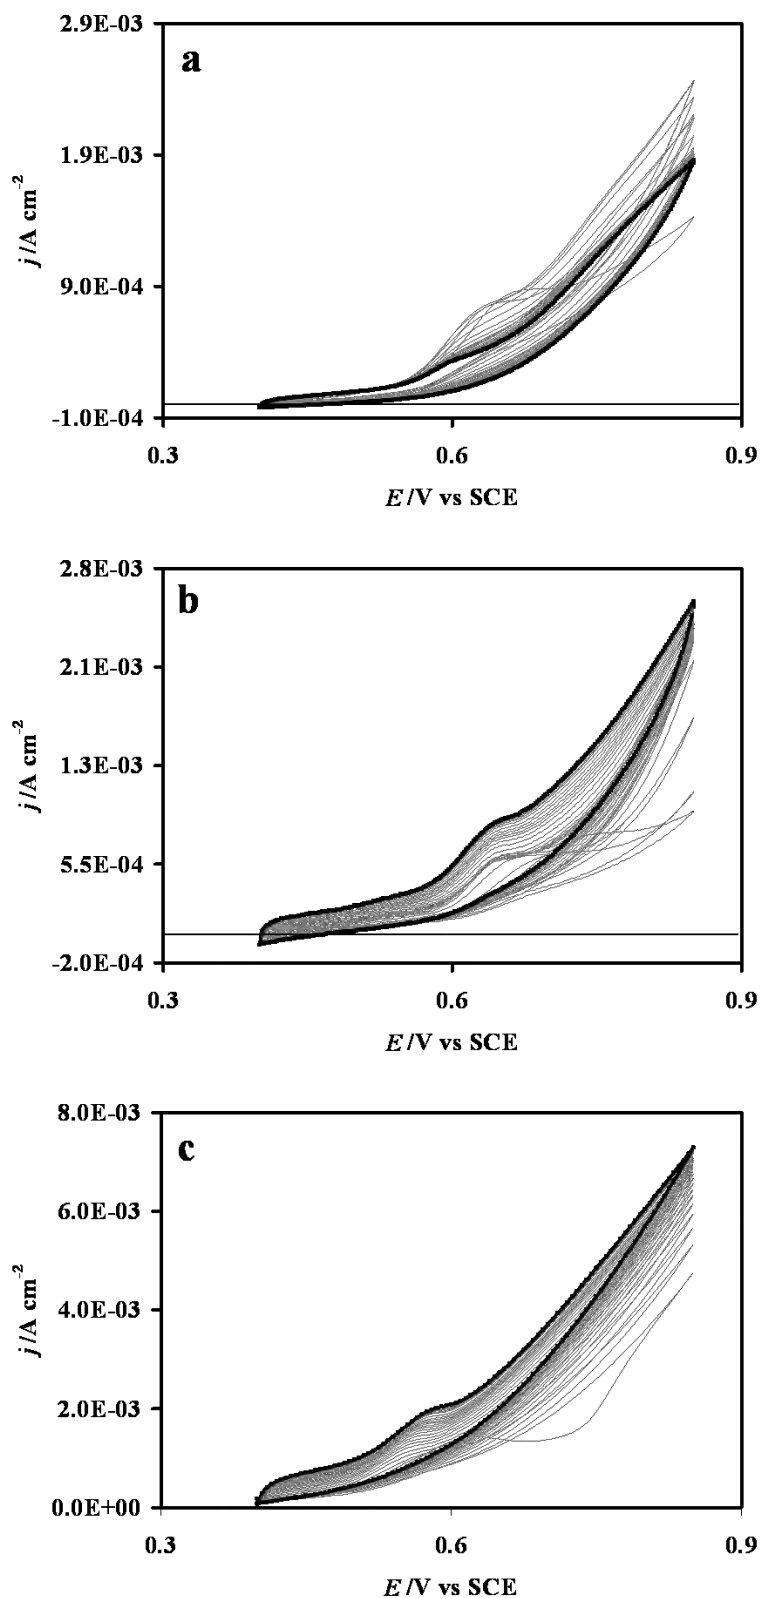 2.9E-03
a
1.9E-03
j/A cm⁻²
9.0E-04
-1.0E-04
0.3 0.6 0.9
E/V vs SCE
2.8E-03
b
2.1E-03
j/A cm⁻²
1.3E-03
5.5E-04
-2.0E-04
0.3 0.6 0.9
E/V vs SCE
8.0E-03
c
6.0E-03
j/A cm⁻²
4.0E-03
2.0E-03
0.0E+00
0.3 0.6 0.9
E/V vs SCE